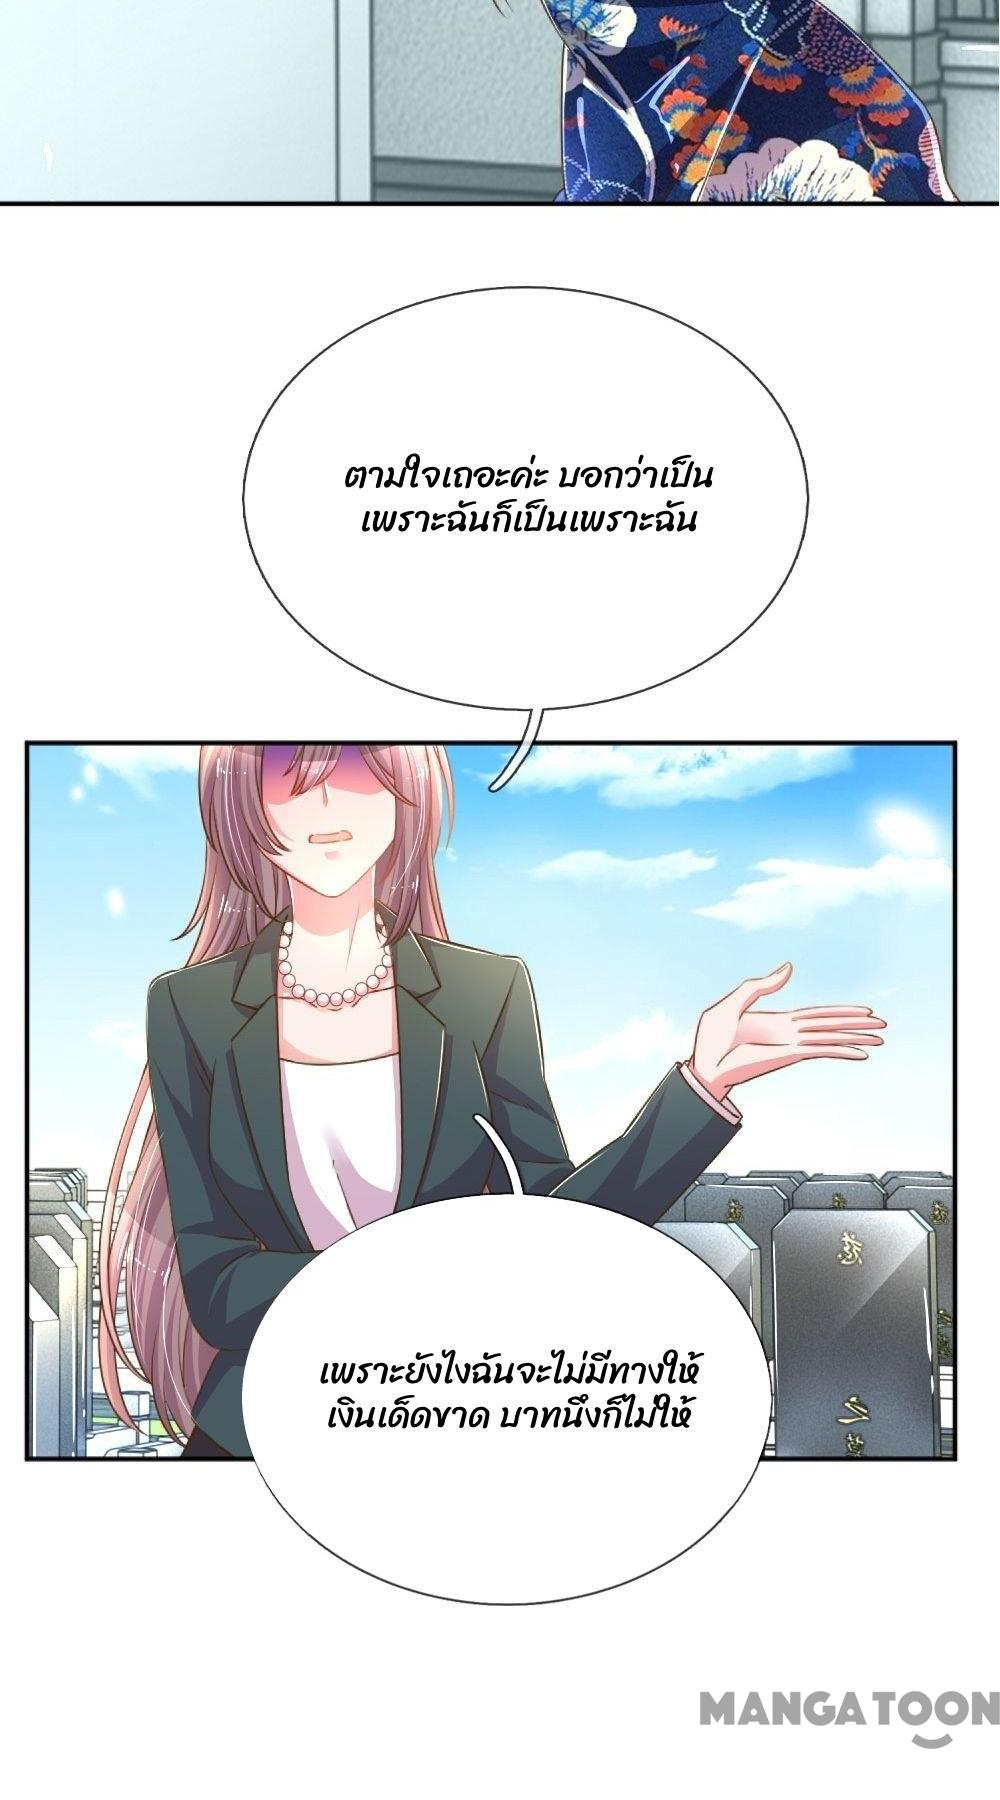 ตามใจเถอะค่ะ บอกว่าเป็น
เพราะฉันก็เป็นเพราะฉัน
เพราะยังไงฉันจะไม่มีทางให้
เงินเด็ดขาด บาทนึงก็ไม่ให้
MANGATOON